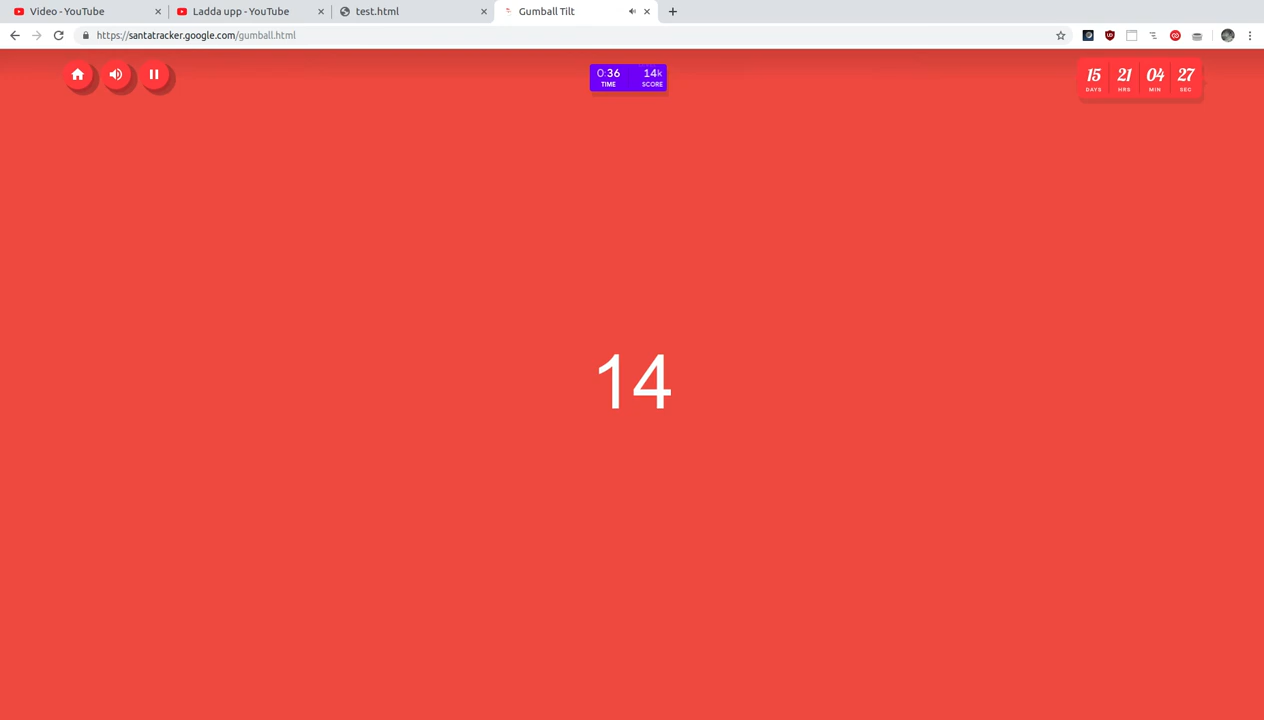 Video - YouTube
Ladda upp - YouTube
test.html
Gumball Tilt
https://santatracker.google.com/gumball.html
0:36 14k
TIME SCORE
15 21 04 27
DAYS HRS MIN SEC
14